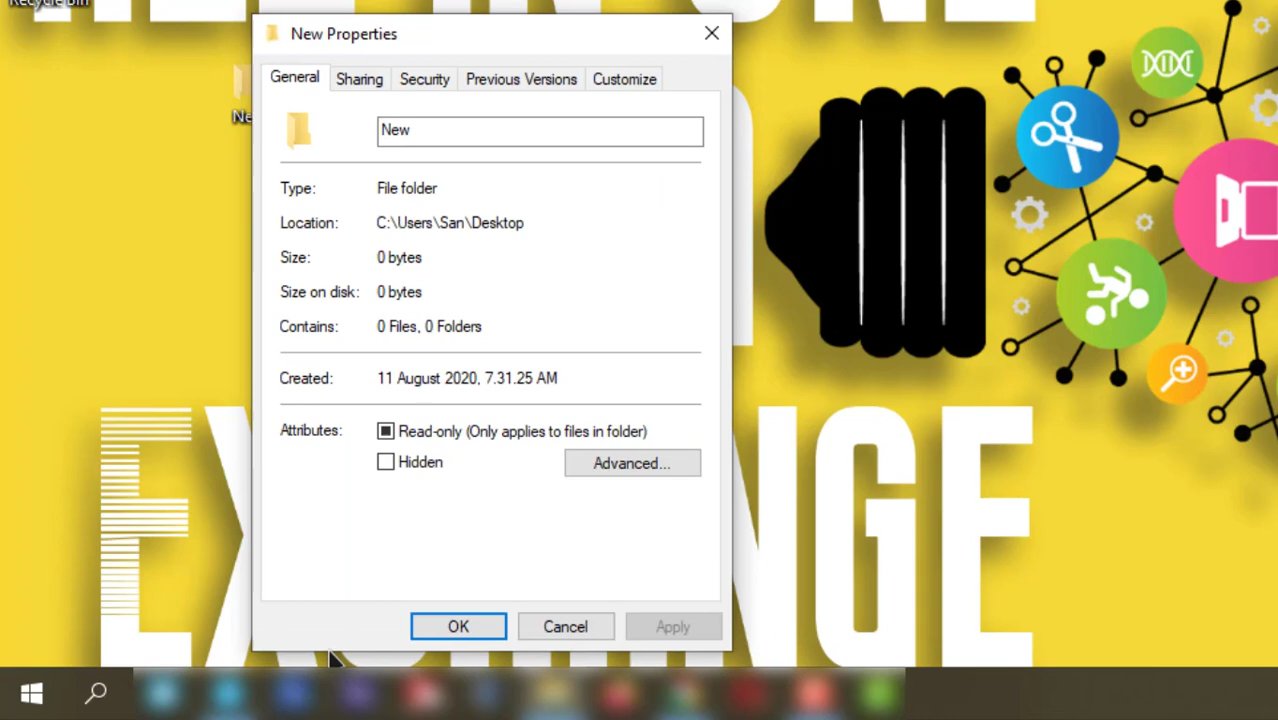 Recycle Bin
New Properties
General
Sharing
Security
Previous Versions
Customize
New
Type: File folder
Location: C:\Users\San\Desktop
Size: 0 bytes
Size on disk: 0 bytes
Contains: 0 Files, 0 Folders
Created: 11 August 2020, 7.31.25 AM
Attributes: Read-only (Only applies to files in folder)
Hidden
Advanced...
OK
Cancel
Apply